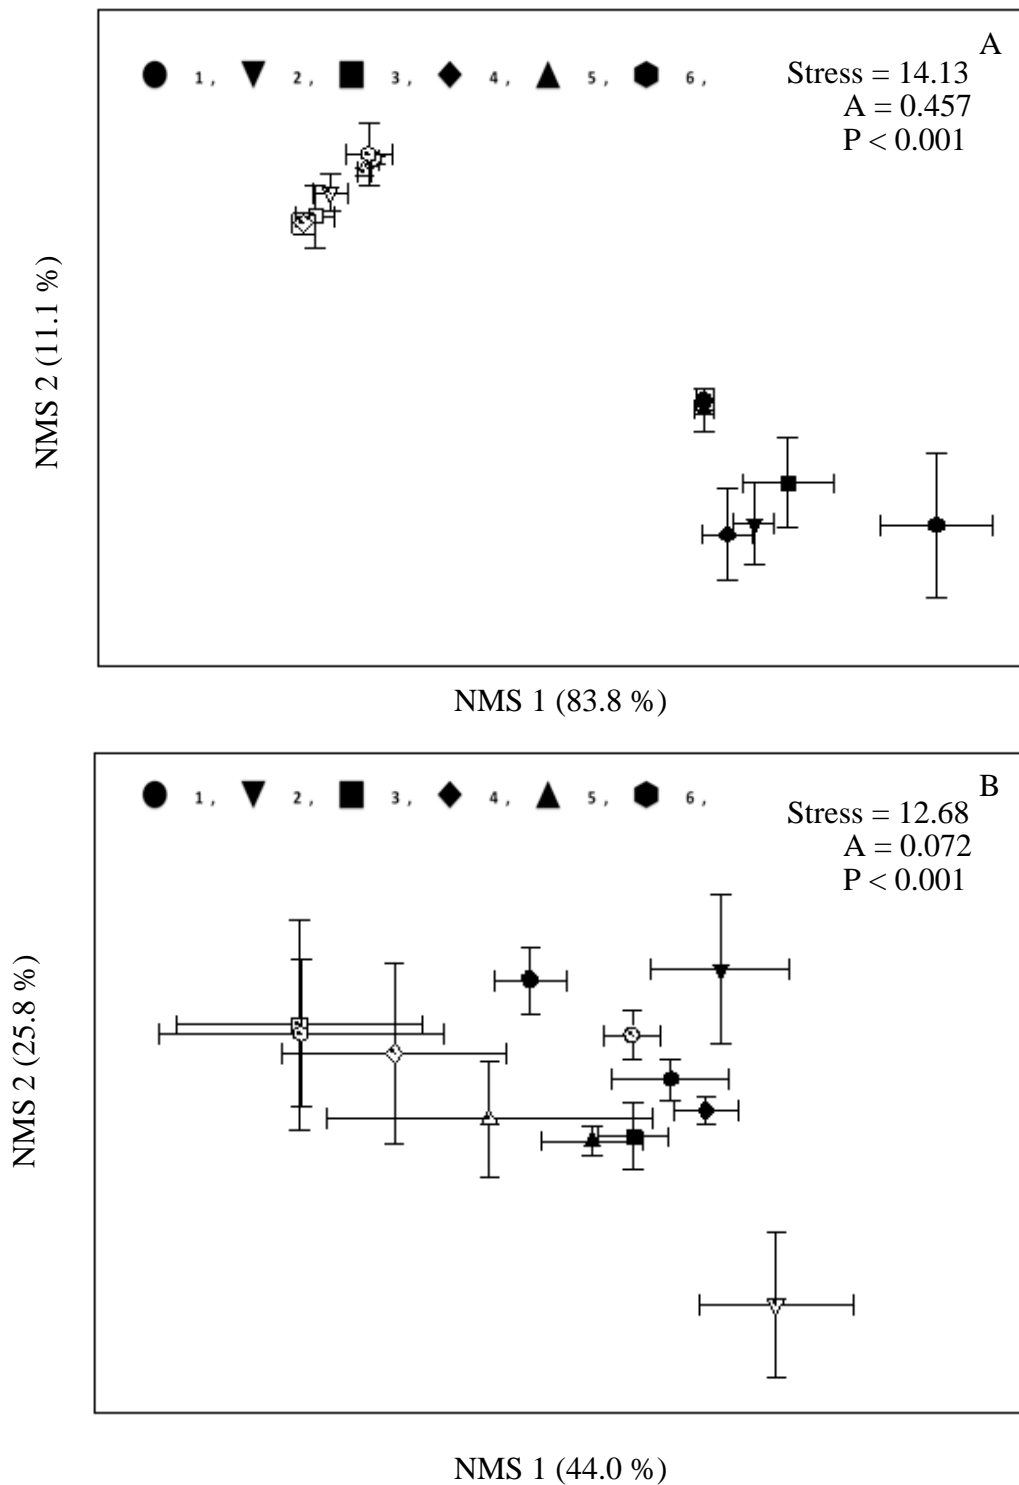 A
1 , 2 , 3 , 4 , 5 , 6 ,
Stress = 14.13
A = 0.457
P < 0.001
NMS 2 (11.1 %)
NMS 1 (83.8 %)
B
1 , 2 , 3 , 4 , 5 , 6 ,
Stress = 12.68
A = 0.072
P < 0.001
NMS 2 (25.8 %)
NMS 1 (44.0 %)